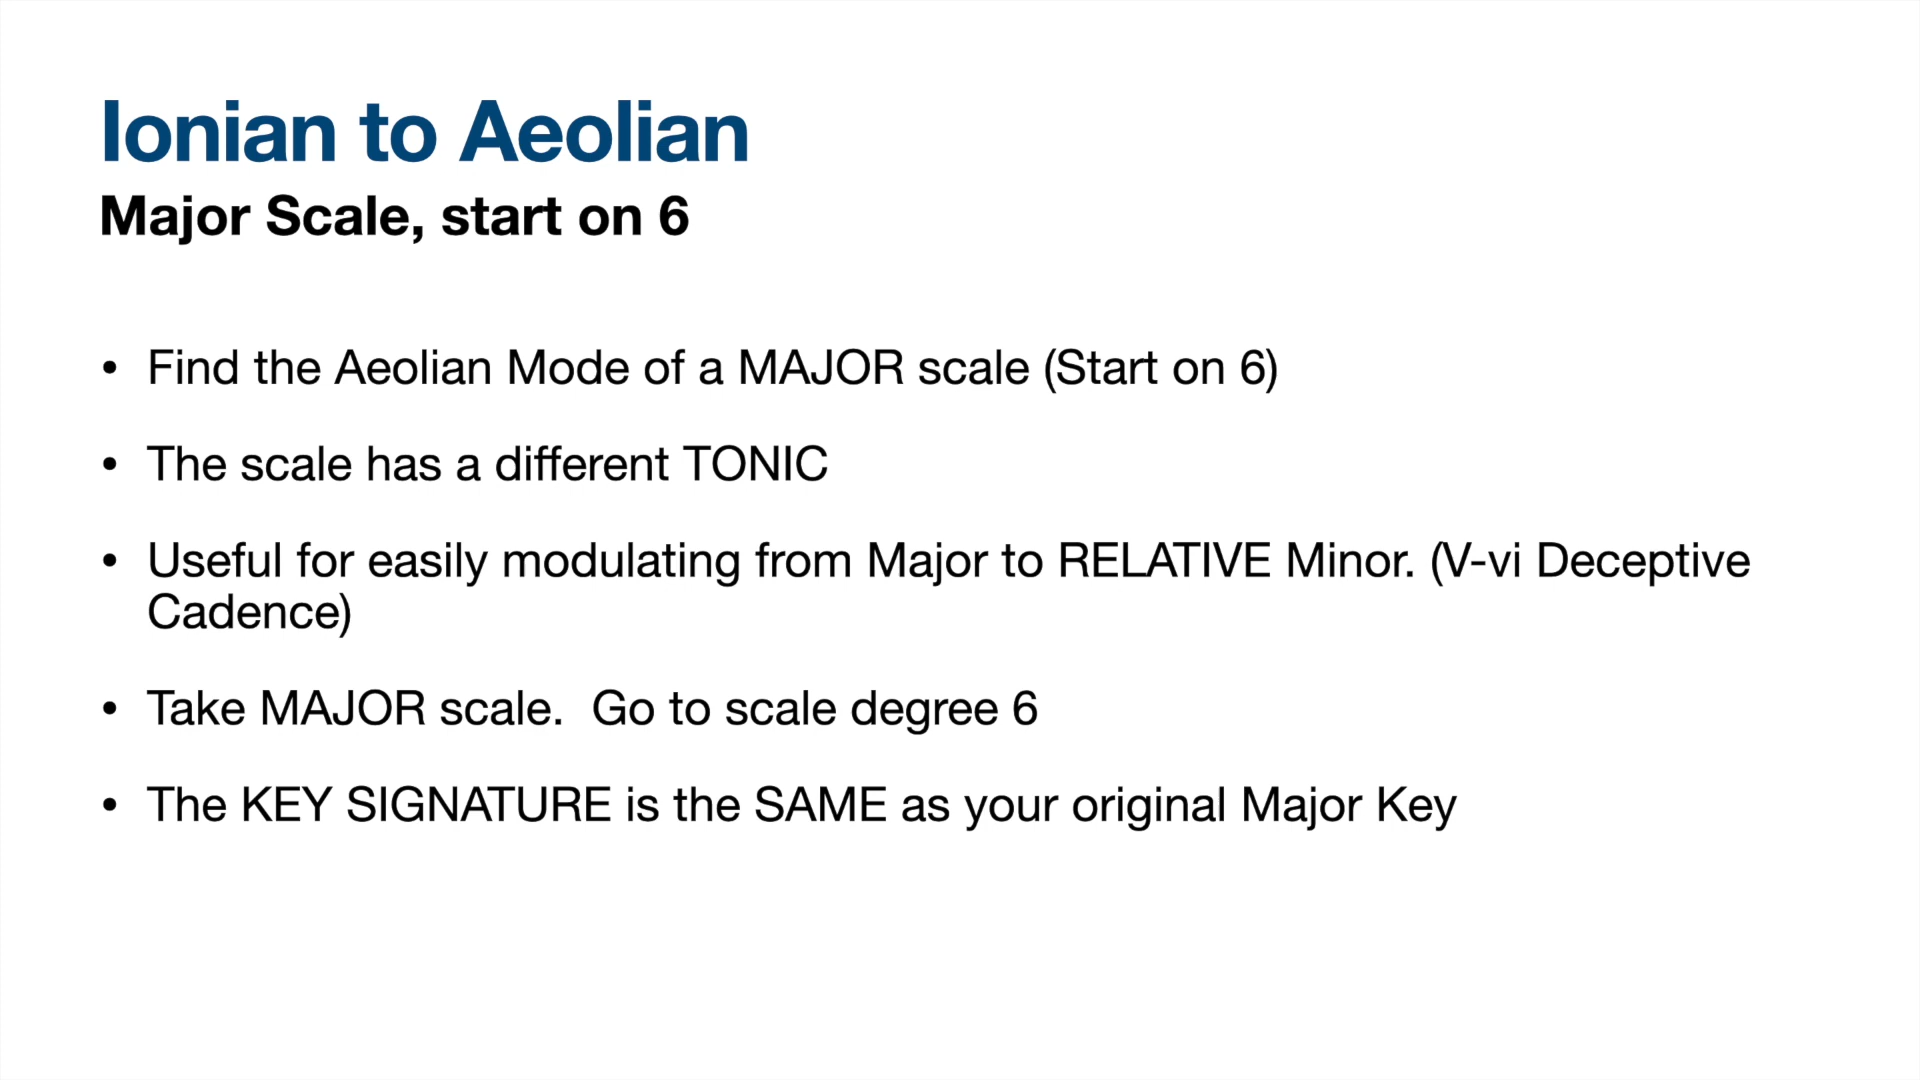 Ionian to Aeolian
Major Scale, start on 6
• Find the Aeolian Mode of a MAJOR scale (Start on 6)
• The scale has a different TONIC
• Useful for easily modulating from Major to RELATIVE Minor. (V-vi Deceptive
Cadence)
• Take MAJOR scale.  Go to scale degree 6
• The KEY SIGNATURE is the SAME as your original Major Key